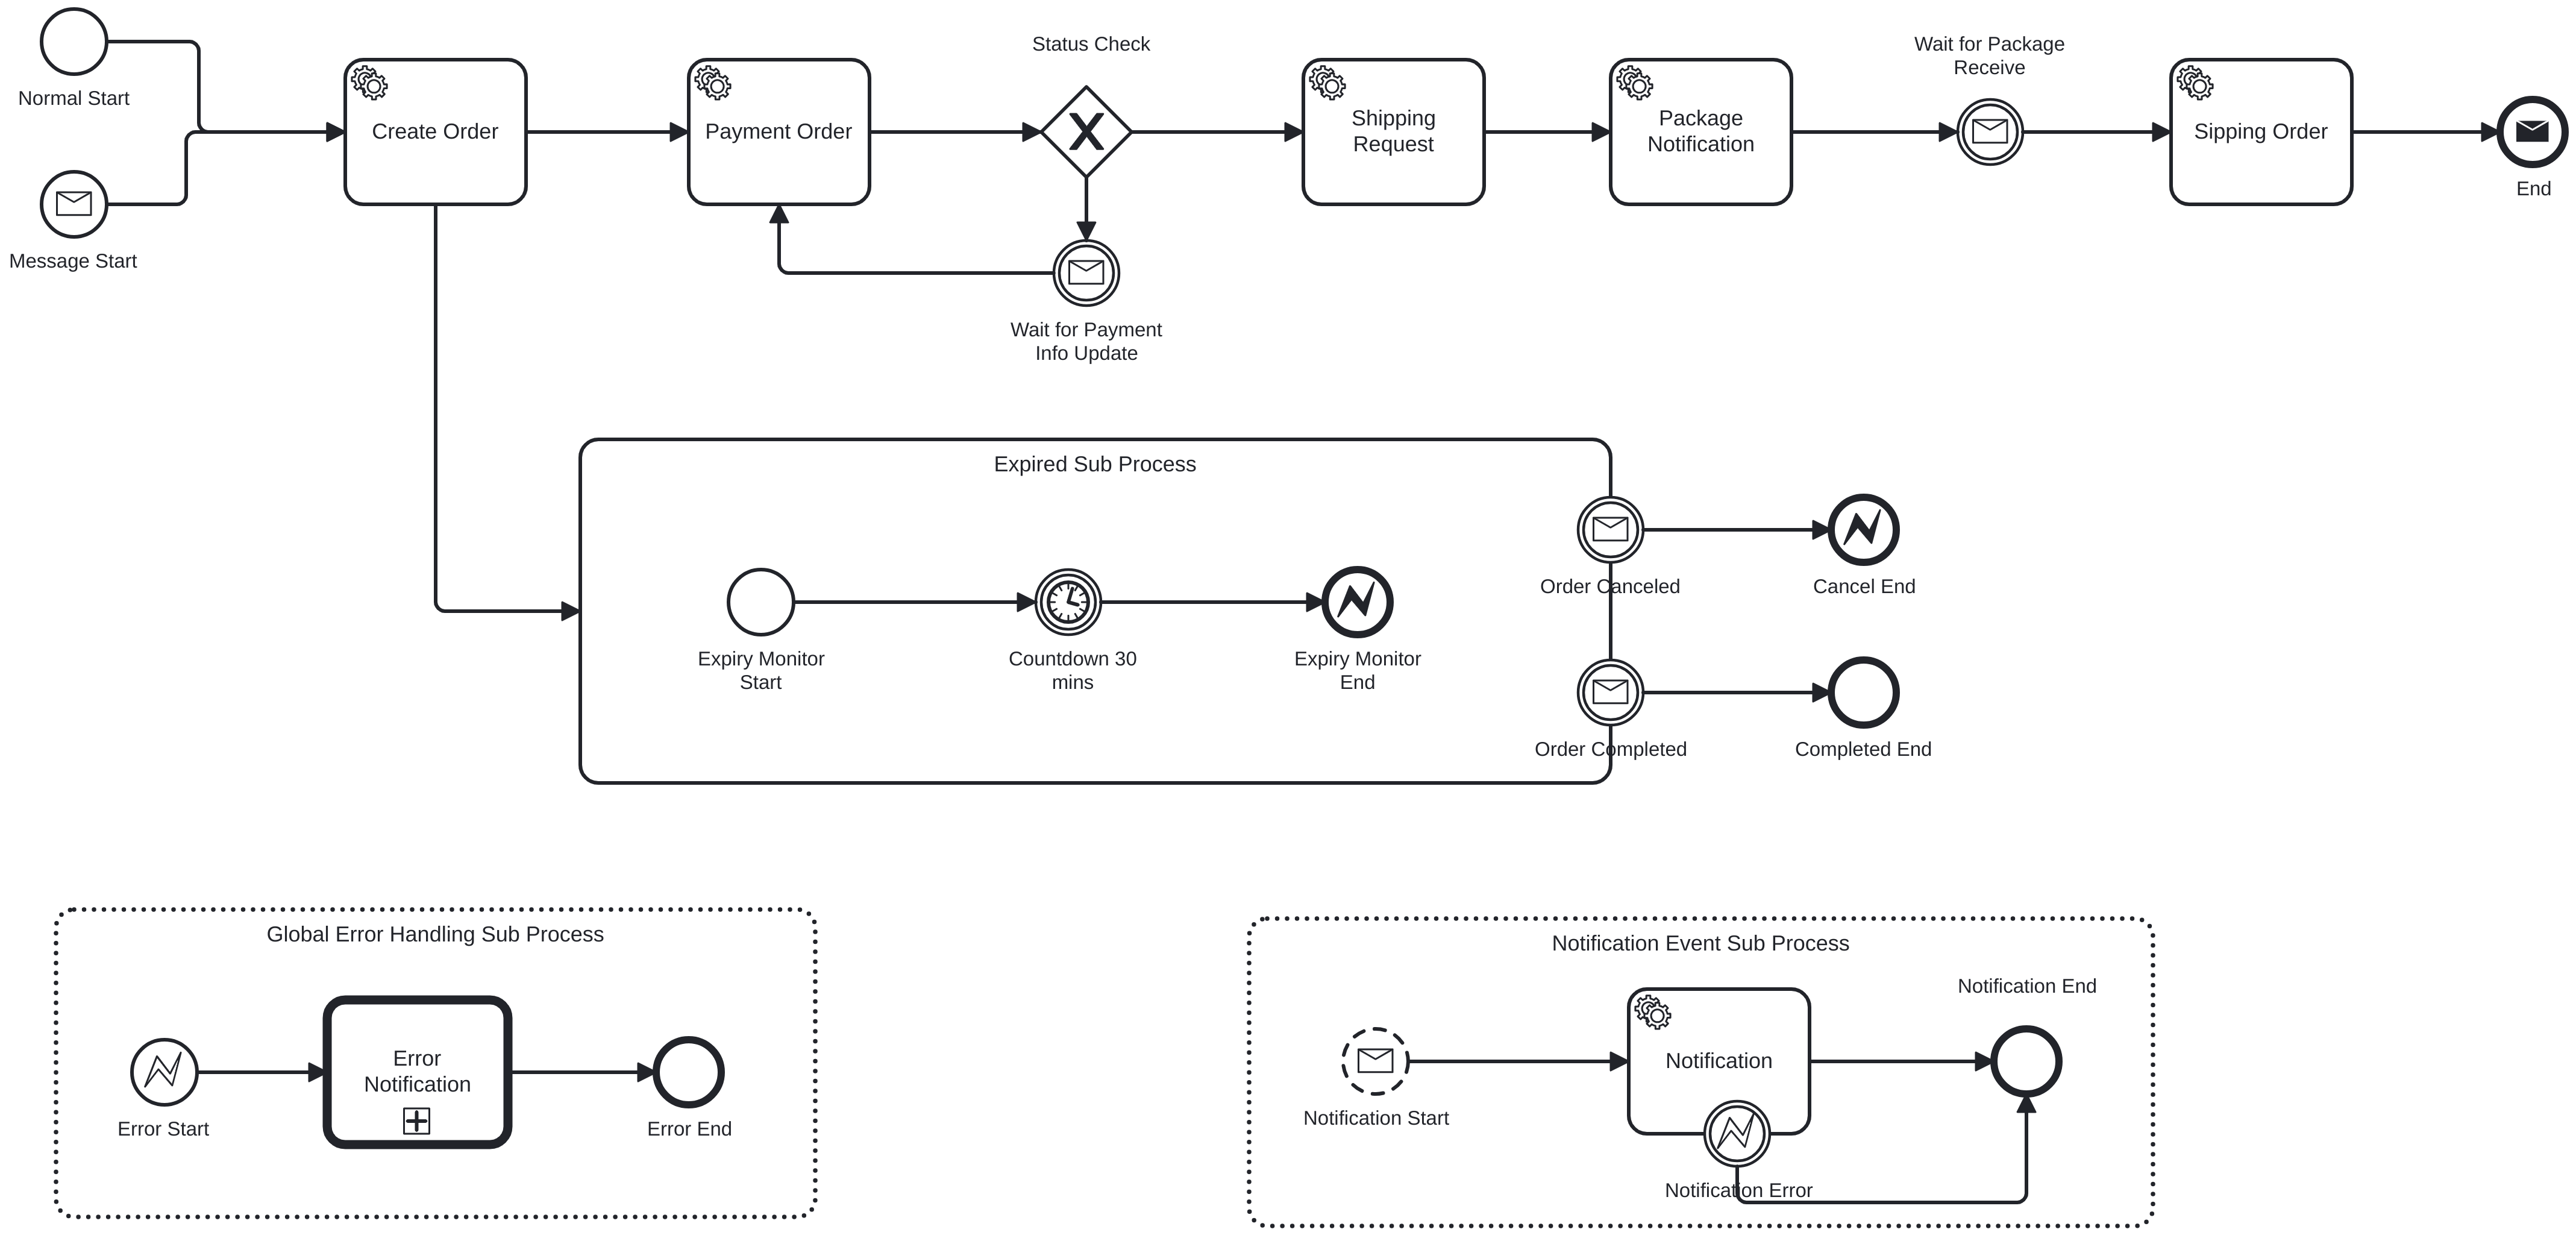 Normal Start
Message Start
Create Order
Payment Order
Status Check
Wait for Payment
Info Update
Shipping
Request
Package
Notification
Wait for Package
Receive
Sipping Order
End
Expired Sub Process
Expiry Monitor
Start
Countdown 30
mins
Expiry Monitor
End
Order Canceled
Cancel End
Order Completed
Completed End
Global Error Handling Sub Process
Error Start
Error
Notification
Error End
Notification Event Sub Process
Notification Start
Notification
Notification Error
Notification End